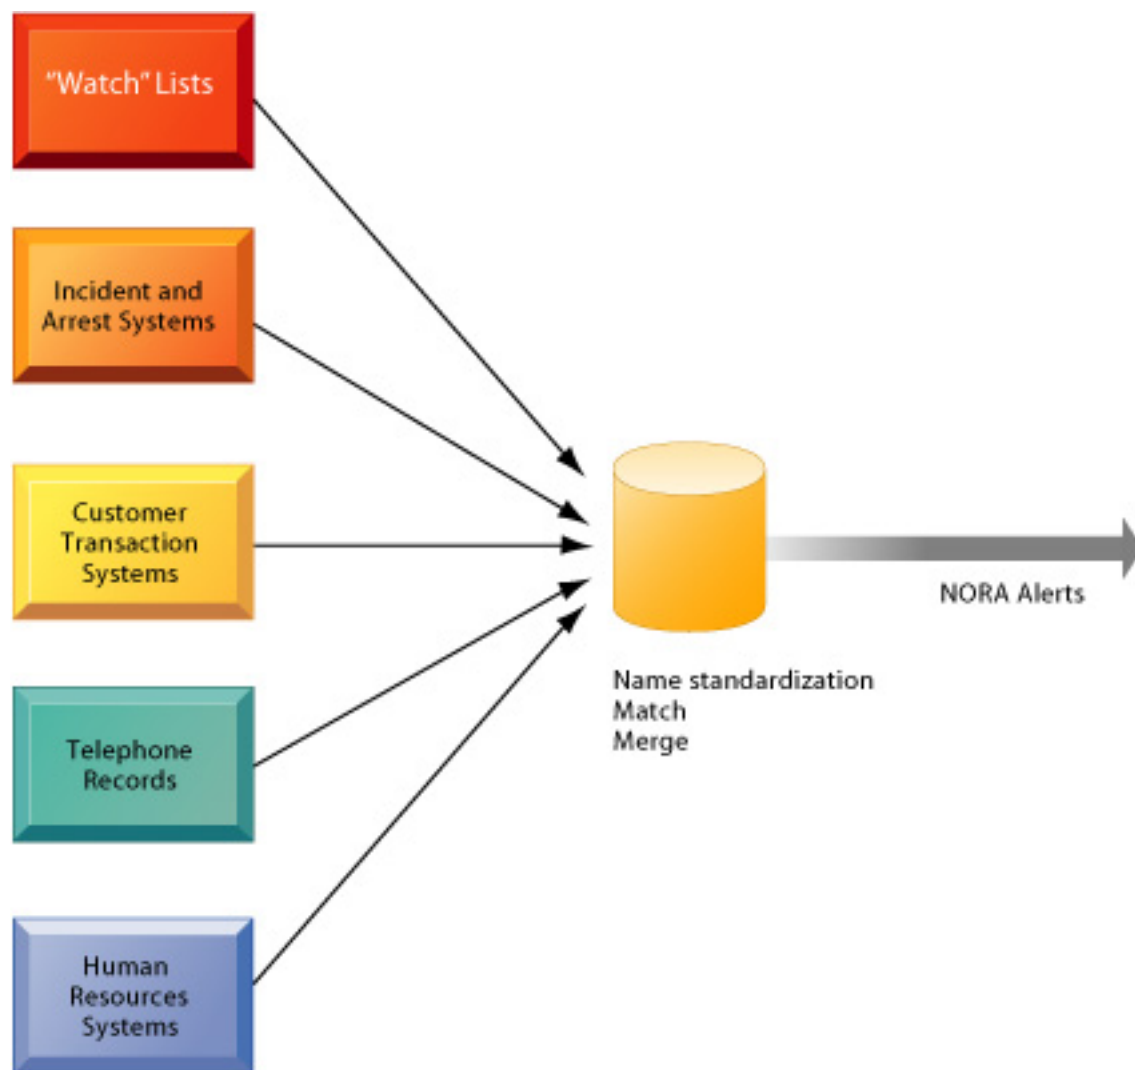 "Watch" Lists
Incident and
Arrest Systems
Customer
Transaction
Systems
NORA Alerts
Name standardization
Match
Merge
Telephone
Records
Human
Resources
Systems